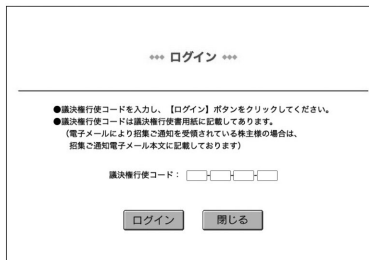 *** ログイン ***
●議決権行使コードを入力し、【ログイン】ボタンをクリックしてください。
●議決権行使コードは議決権行使書用紙に記載してあります。
（電子メールにより招集ご通知を受領されている株主様の場合は、
招集ご通知電子メール本文に記載しております）
議決権行使コード： - - -
ログイン 閉じる